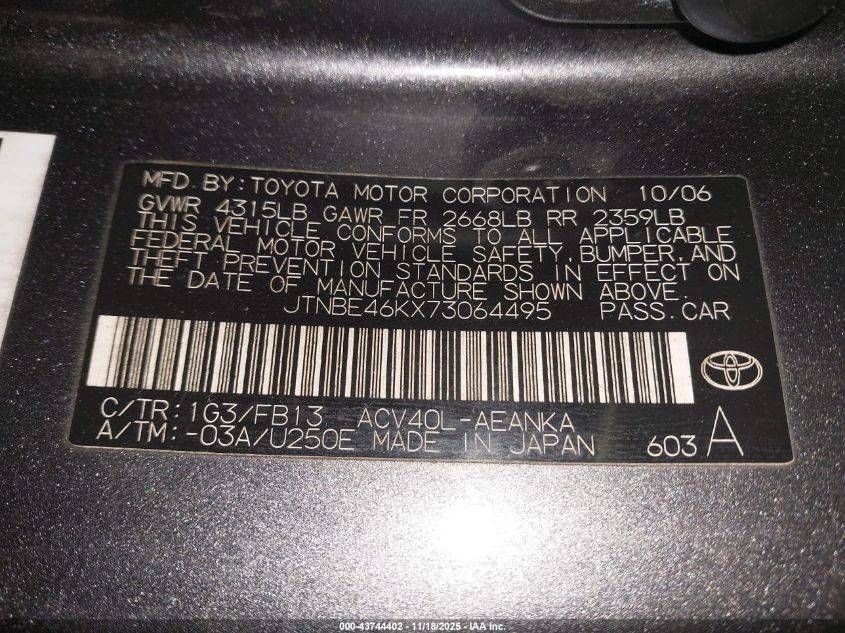 MFD. BY: TOYOTA MOTOR CORPORATION 10/06
GVWR 4315LB GAWR FR 2668LB RR 2359LB
THIS VEHICLE CONFORMS TO ALL APPLICABLE
FEDERAL MOTOR VEHICLE SAFETY, BUMPER, AND
THEFT PREVENTION STANDARDS IN EFFECT ON
THE DATE OF MANUFACTURE SHOWN ABOVE.
JTNBE46KX73064495 PASS.CAR
C/TR: 1G3/FB13 ACV40L-AEANKA
A/TM: -03A/U250E MADE IN JAPAN 603 A
000-43744402 - 11/18/2025 - IAA Inc.